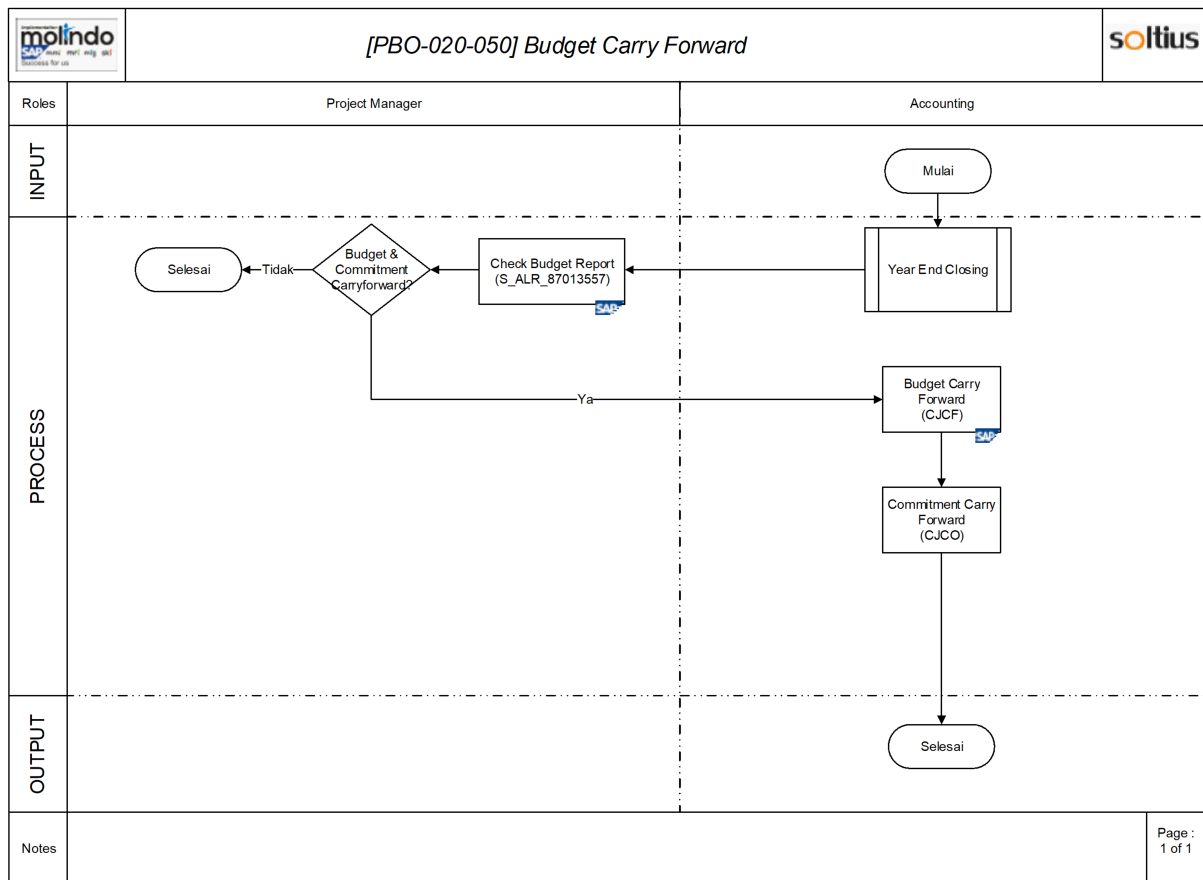 molindo
SAP
Success for us
[PBO-020-050] Budget Carry Forward
soltius
Roles
Project Manager
Accounting
INPUT
Mulai
PROCESS
Selesai
Tidak
Budget &
Commitment
Carryforward?
Check Budget Report
(S_ALR_87013557)
SAP
Year End Closing
Ya
Budget Carry
Forward
(CJCF)
SAP
Commitment Carry
Forward
(CJCO)
OUTPUT
Selesai
Notes
Page :
1 of 1